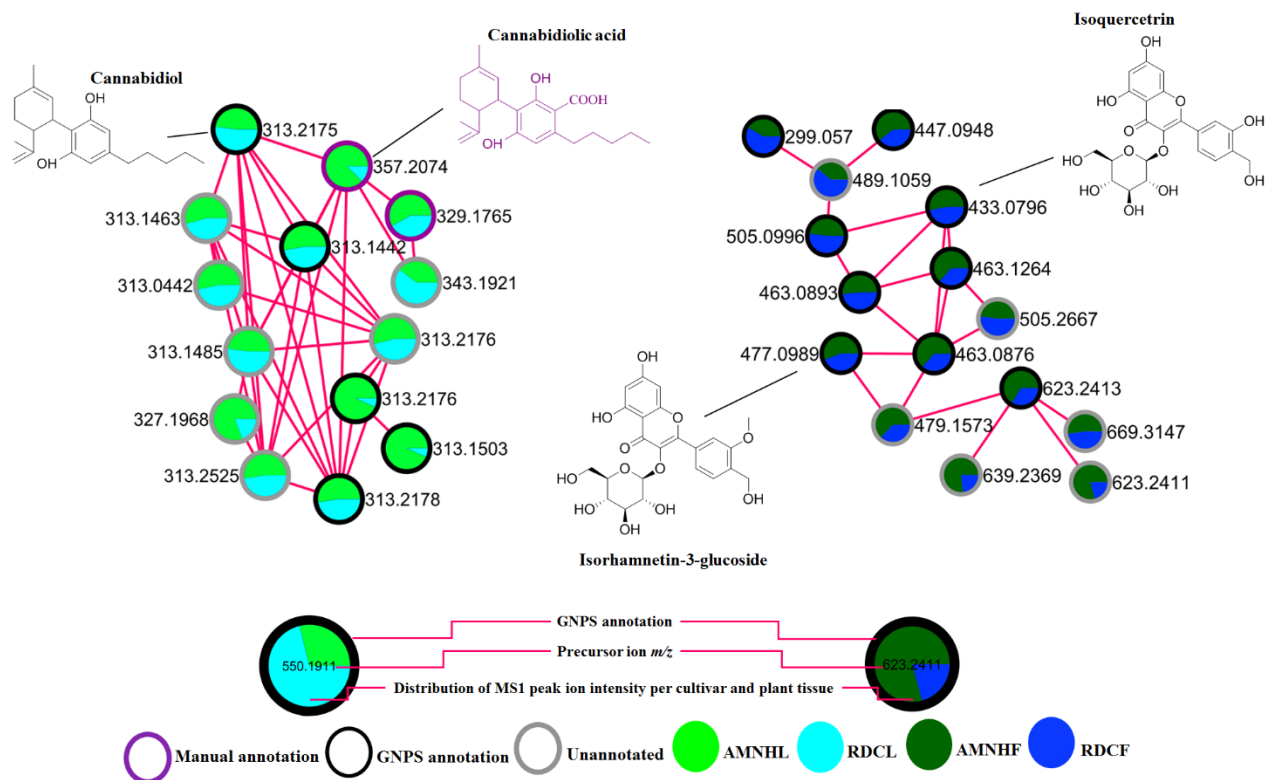 Cannabidiol
OH
OH
Cannabidiolic acid
OH
COOH
OH
Isoquercetrin
OH
OH
O
O
OH
O
HO
O
HO
OH
OH
OH
313.2175
357.2074
313.1463
329.1765
313.1442
313.0442
343.1921
313.1485
313.2176
313.2176
327.1968
313.1503
313.2525
313.2178
299.057
447.0948
489.1059
433.0796
505.0996
463.1264
463.0893
505.2667
477.0989
463.0876
623.2413
479.1573
669.3147
639.2369
623.2411
OH
OH
O
O
O
O
HO
O
HO
OH
OH
OH
Isorhamnetin-3-glucoside
GNPS annotation
550.1911
Precursor ion m/z
623.2411
Distribution of MS1 peak ion intensity per cultivar and plant tissue
Manual annotation
GNPS annotation
Unannotated
AMNHL
RDCL
AMNHF
RDCF